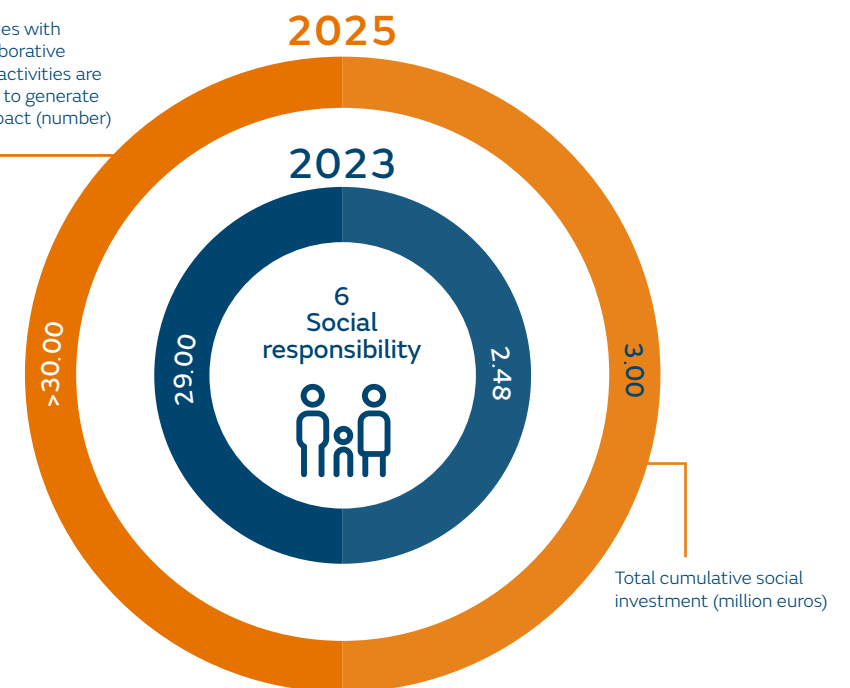 es with
borative
activities are
to generate
pact (number)
2025
2023
6
Social
responsibility
>30.00
29.00
2.48
3.00
Total cumulative social
investment (million euros)